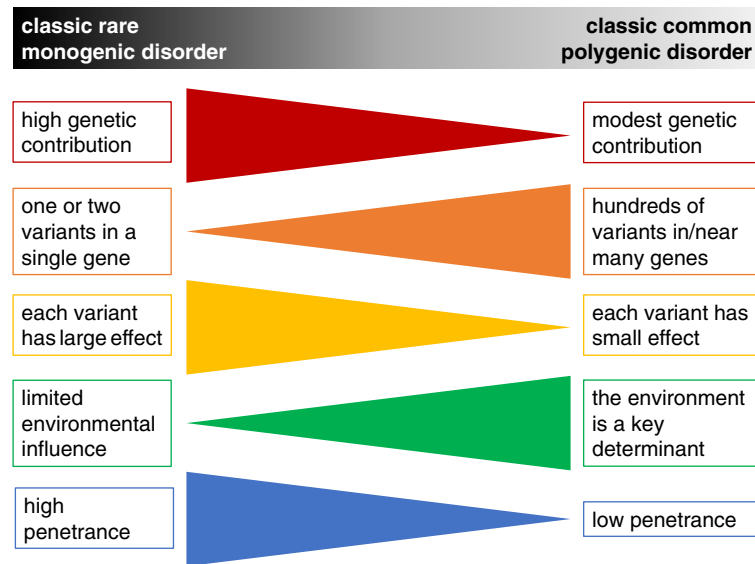 classic rare
monogenic disorder
classic common
polygenic disorder
high genetic
contribution
modest genetic
contribution
one or two
variants in a
single gene
hundreds of
variants in/near
many genes
each variant
has large effect
each variant has
small effect
limited
environmental
influence
the environment
is a key
determinant
high
penetrance
low penetrance